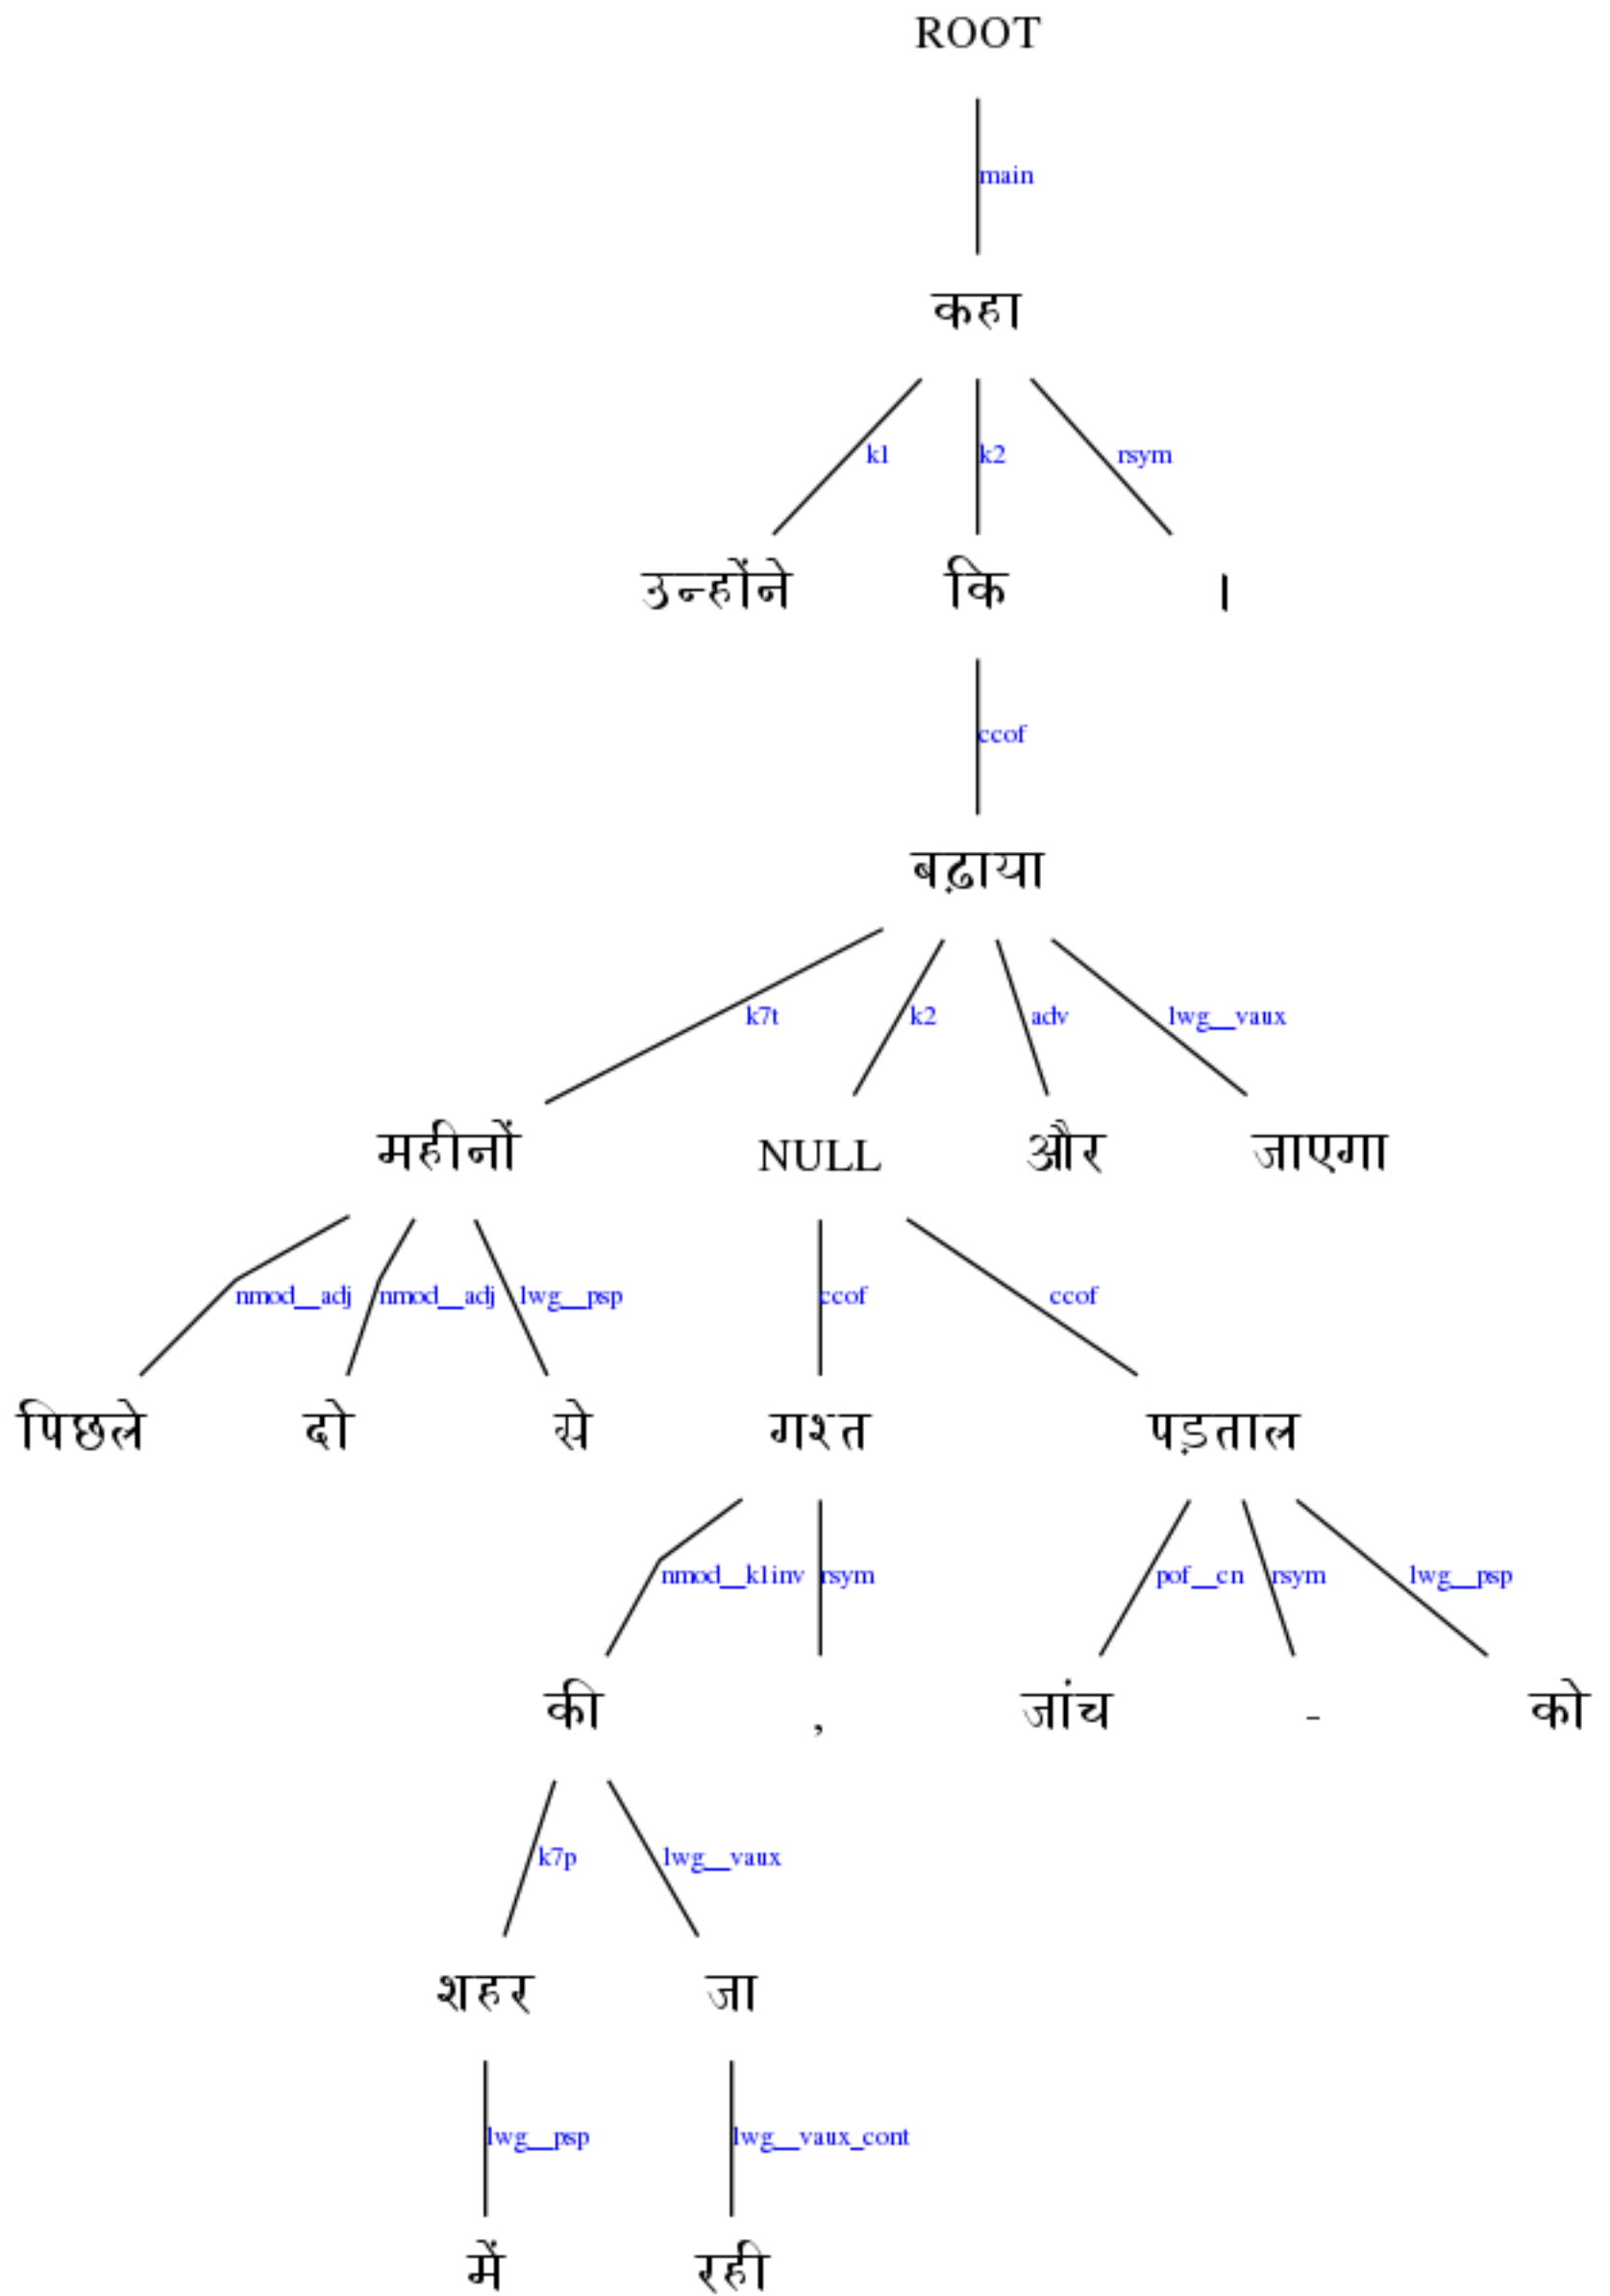 ROOT
main
कहा
k1 k2 rsym
उन्होंने कि ।
ccof
बढ़ाया
k7t k2 adv lwg__vaux
महीनों NULL और जाएगा
nmod__adj nmod__adj lwg__psp ccof ccof
पिछले दो से गश्त पड़ताल
nmod__k1inv rsym pof__cn rsym lwg__psp
की , जांच - को
k7p lwg__vaux
शहर जा
lwg__psp lwg__vaux_cont
में रही